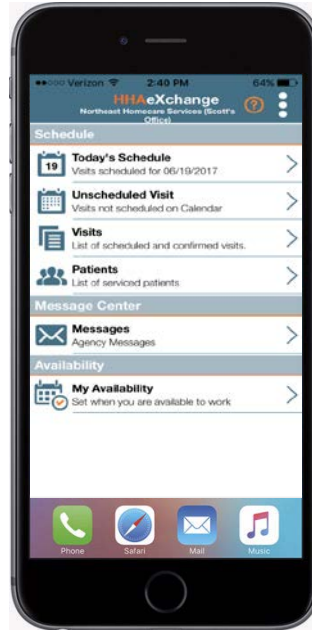 Verizon 2:40 PM 64%
HHAeXchange
Northeast Homecare Services (Scott's
Office)
?
Schedule
19
Today's Schedule
Visits scheduled for 06/19/2017
Unscheduled Visit
Visits not scheduled on Calendar
Visits
List of scheduled and confirmed visits.
Patients
List of serviced patients
Message Center
Messages
Agency Messages
Availability
My Availability
Set when you are available to work
Phone Safari Mail Music